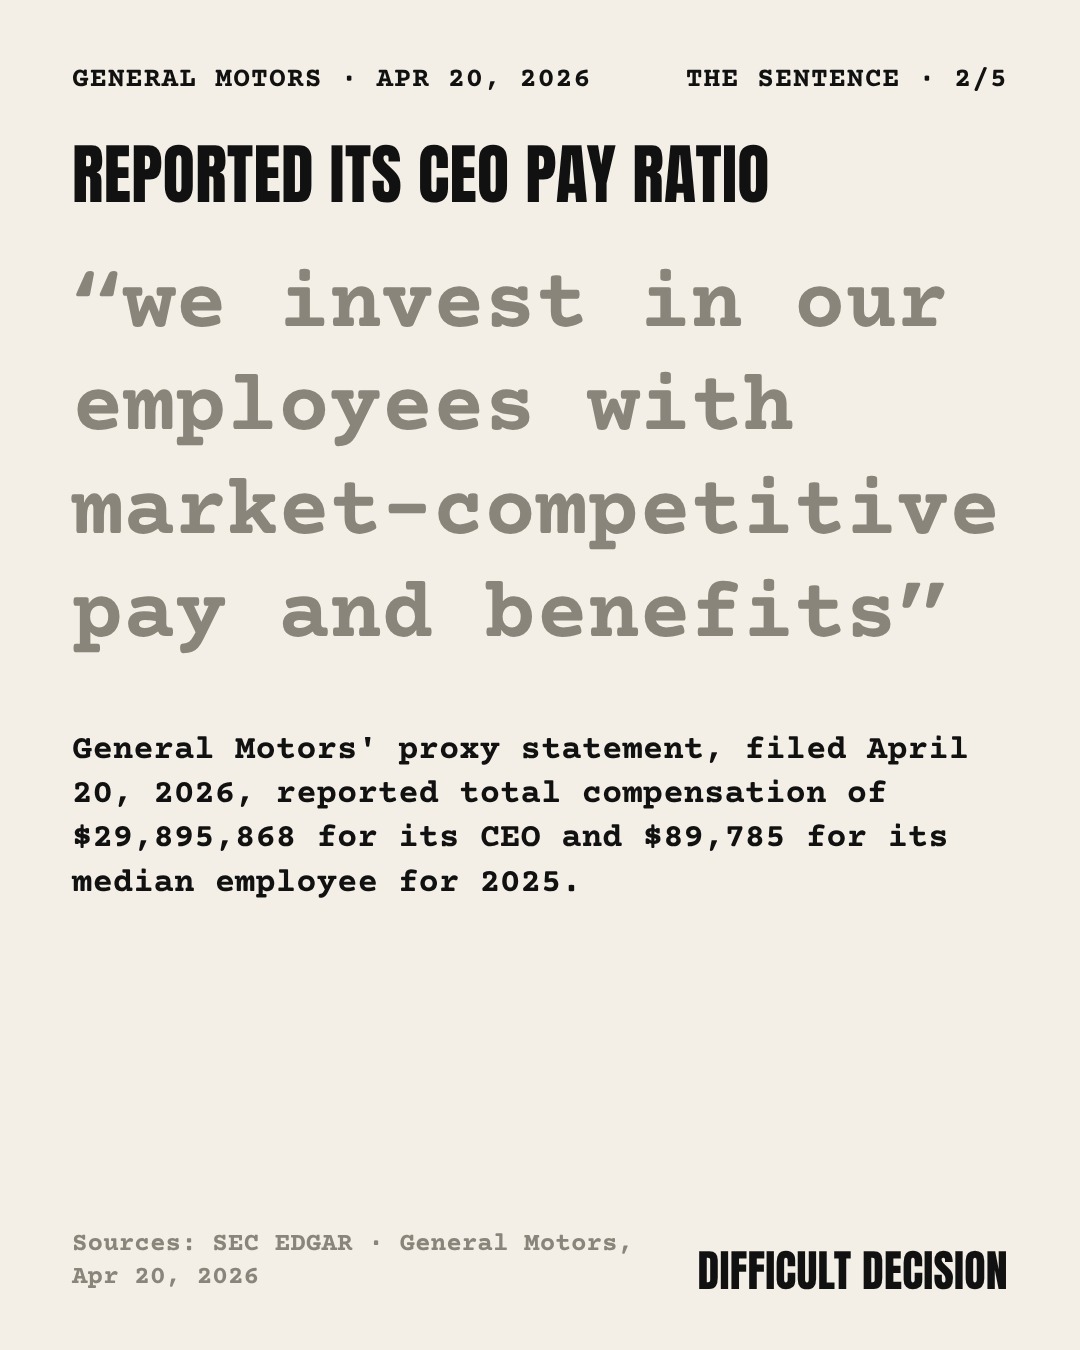 GENERAL MOTORS · APR 20, 2026
THE SENTENCE · 2/5
REPORTED ITS CEO PAY RATIO
“we invest in our
employees with
market-competitive
pay and benefits”
General Motors' proxy statement, filed April
20, 2026, reported total compensation of
$29,895,868 for its CEO and $89,785 for its
median employee for 2025.
Sources: SEC EDGAR · General Motors,
Apr 20, 2026
DIFFICULT DECISION